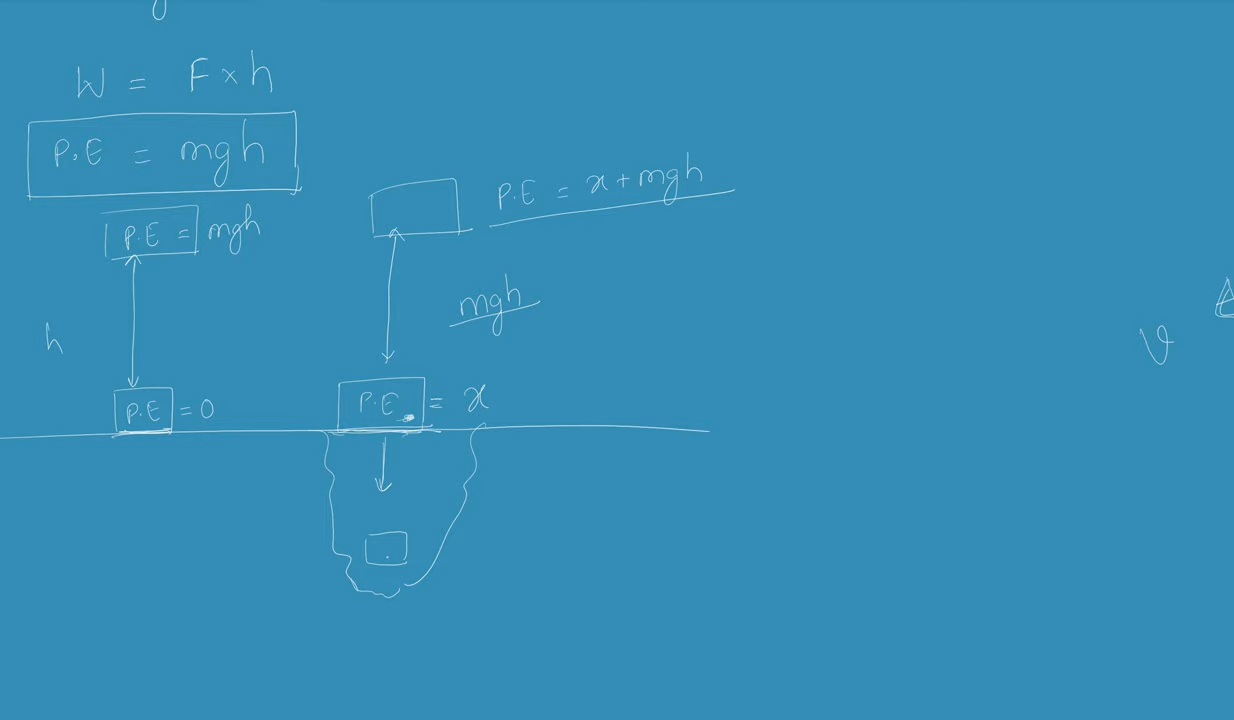 W = F × h
P.E = mgh
P.E = x + mgh
P.E = mgh
mgh
h
v
P.E = x
P.E = 0